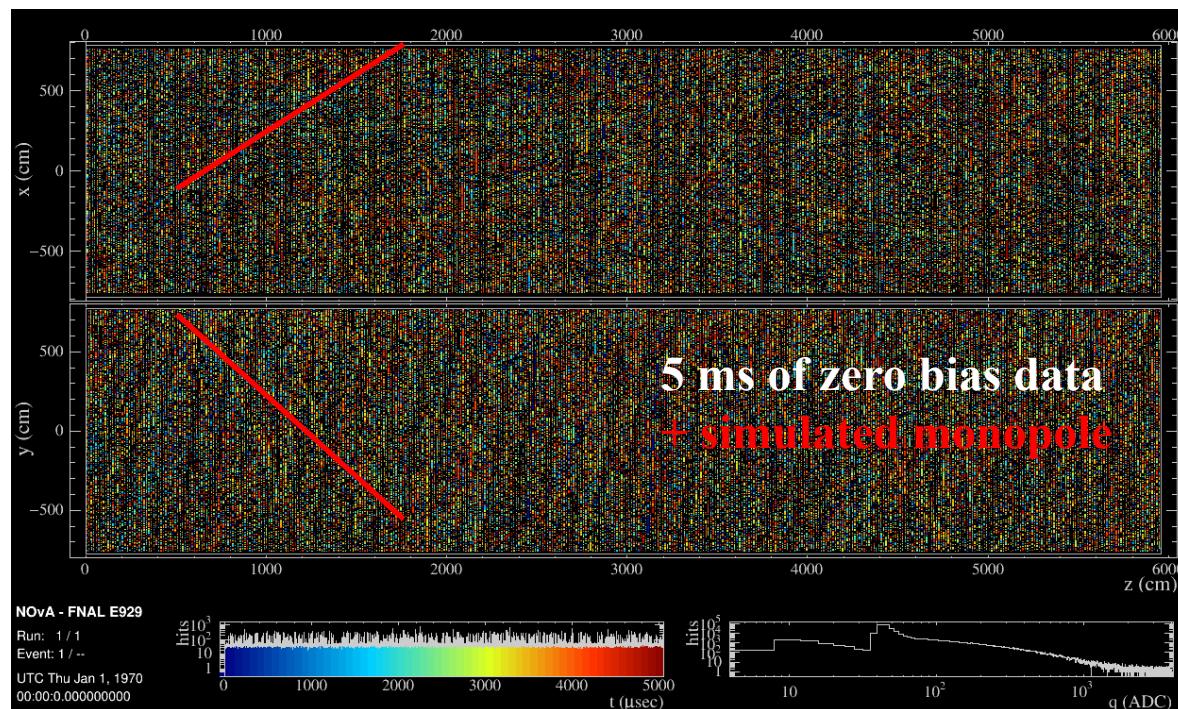 0 1000 2000 3000 4000 5000 6000
500
0
−500
x (cm)
500
0
−500
y (cm)
5 ms of zero bias data
+ simulated monopole
0 1000 2000 3000 4000 5000 6000
z (cm)
NOvA - FNAL E929
Run: 1 / 1
Event: 1 / --
UTC Thu Jan 1, 1970
00:00:0.000000000
hits
10³
10²
10
1
0 1000 2000 3000 4000 5000
t (μsec)
hits
10⁵
10⁴
10³
10²
10
1
10 10² 10³
q (ADC)